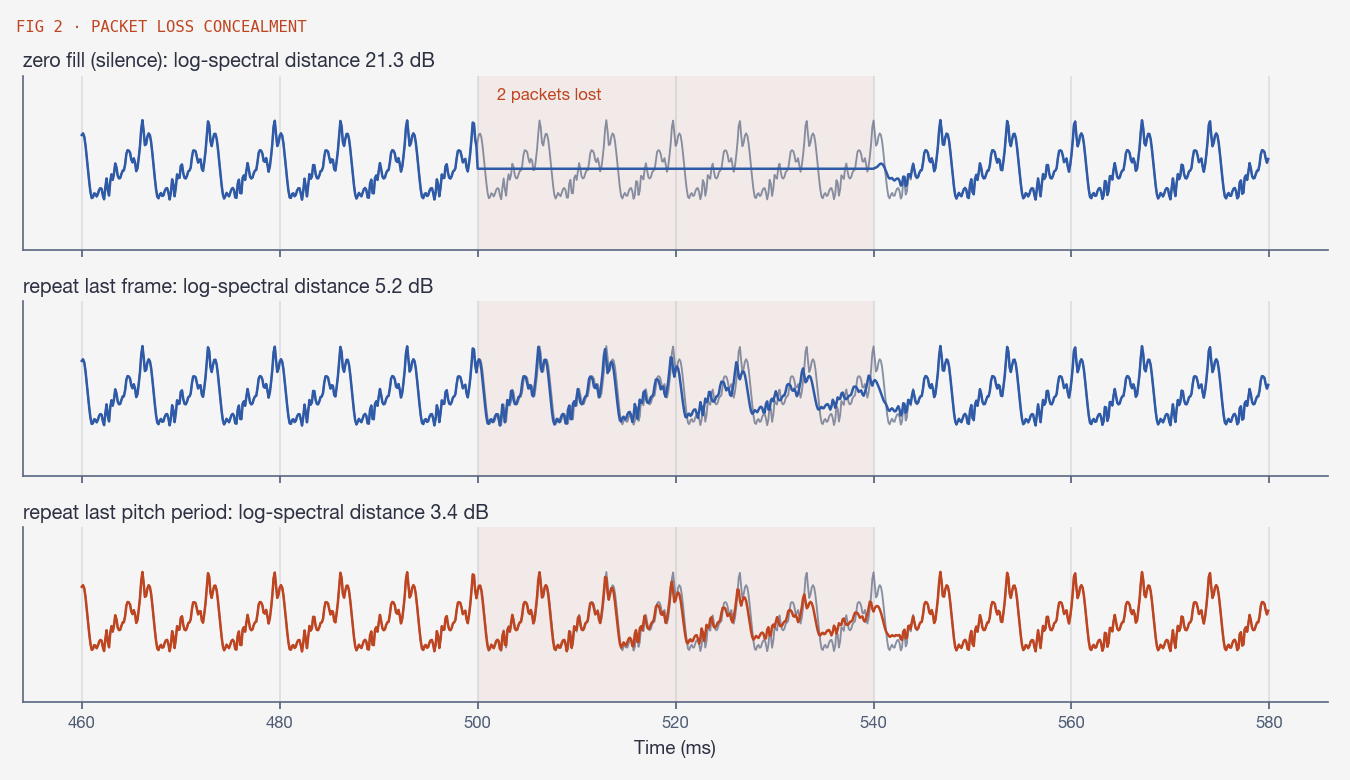 FIG 2 · PACKET LOSS CONCEALMENT
zero fill (silence): log-spectral distance 21.3 dB
2 packets lost
repeat last frame: log-spectral distance 5.2 dB
repeat last pitch period: log-spectral distance 3.4 dB
460 480 500 520 540 560 580
Time (ms)